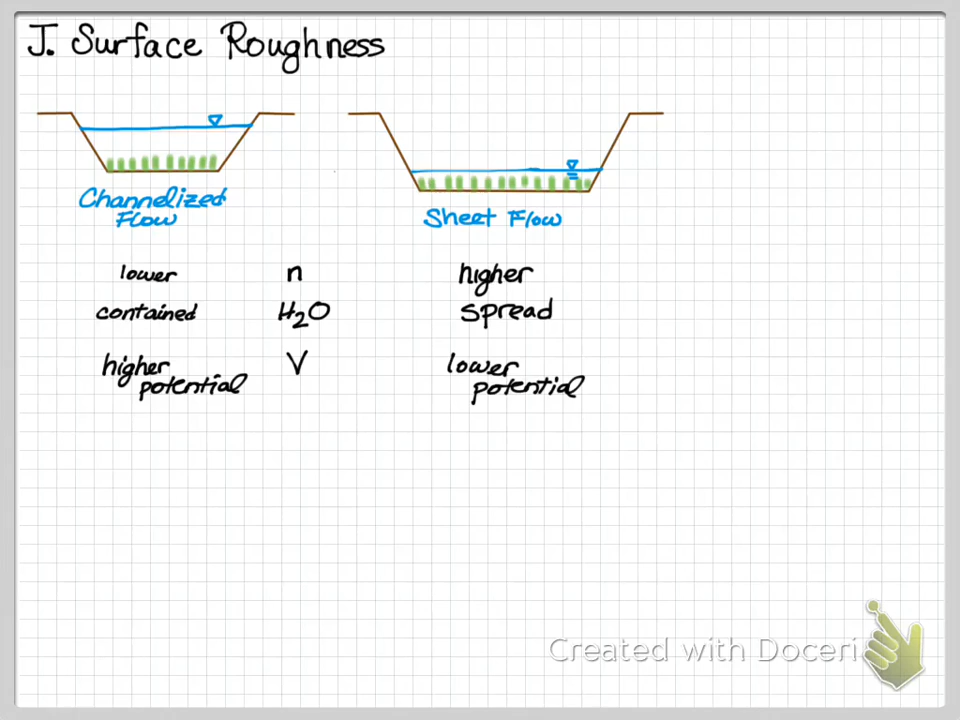 J. Surface Roughness
Channelized
Flow
Sheet Flow
lower n higher
contained H₂O spread
higher
potential
V
lower
potential
Created with Doceri